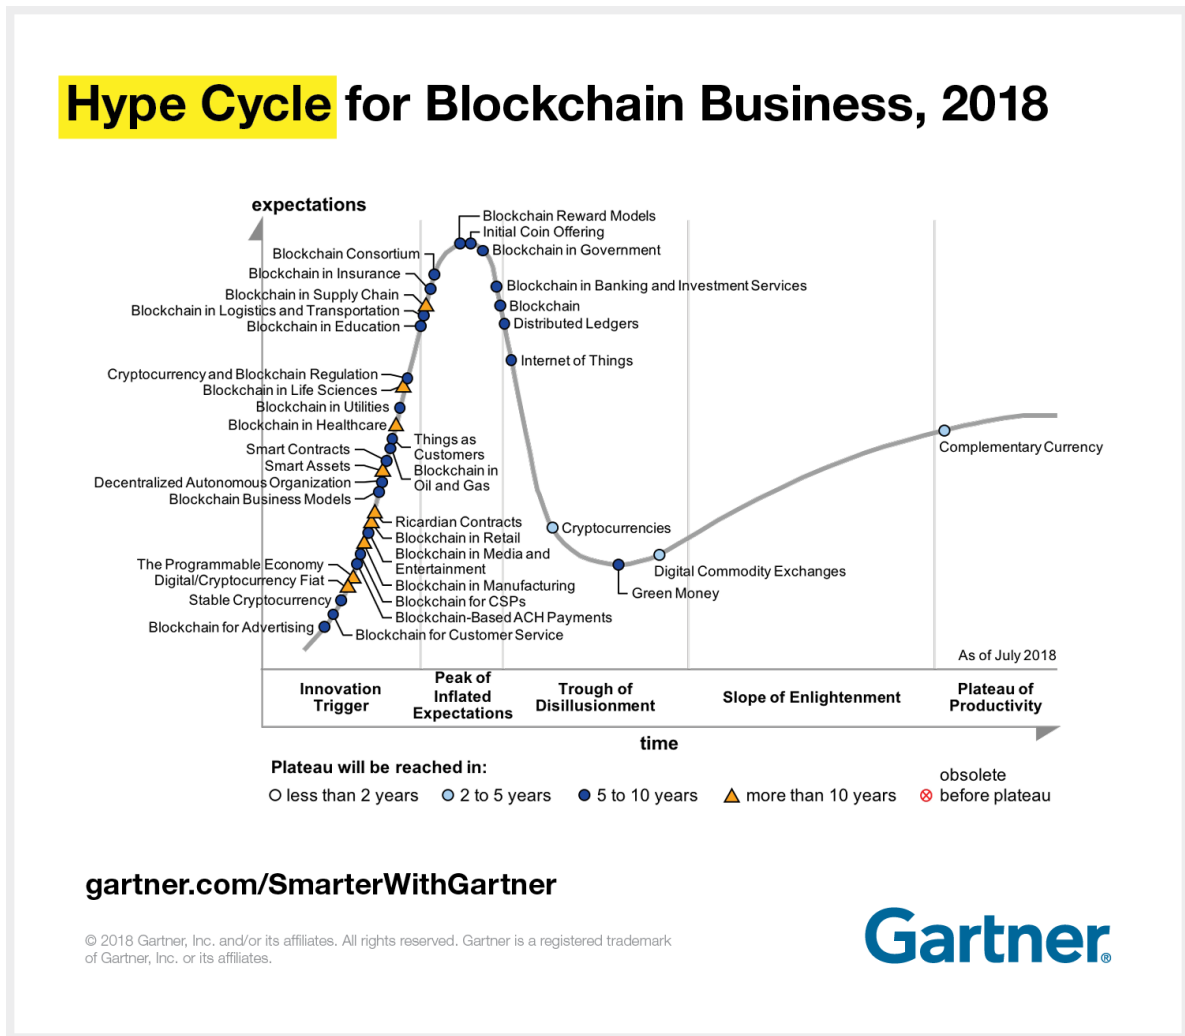 Hype Cycle for Blockchain Business, 2018
expectations
Blockchain Reward Models
Initial Coin Offering
Blockchain in Government
Blockchain Consortium
Blockchain in Insurance
Blockchain in Supply Chain
Blockchain in Logistics and Transportation
Blockchain in Education
Blockchain in Banking and Investment Services
Blockchain
Distributed Ledgers
Internet of Things
Cryptocurrency and Blockchain Regulation
Blockchain in Life Sciences
Blockchain in Utilities
Blockchain in Healthcare
Smart Contracts
Smart Assets
Decentralized Autonomous Organization
Blockchain Business Models
Things as
Customers
Blockchain in
Oil and Gas
Ricardian Contracts
Blockchain in Retail
Blockchain in Media and
Entertainment
Blockchain in Manufacturing
Blockchain for CSPs
Blockchain-Based ACH Payments
Blockchain for Customer Service
The Programmable Economy
Digital/Cryptocurrency Fiat
Stable Cryptocurrency
Blockchain for Advertising
Cryptocurrencies
Digital Commodity Exchanges
Green Money
Complementary Currency
As of July 2018
Innovation
Trigger
Peak of
Inflated
Expectations
Trough of
Disillusionment
Slope of Enlightenment
Plateau of
Productivity
time
Plateau will be reached in:
less than 2 years
2 to 5 years
5 to 10 years
more than 10 years
obsolete
before plateau
gartner.com/SmarterWithGartner
© 2018 Gartner, Inc. and/or its affiliates. All rights reserved. Gartner is a registered trademark
of Gartner, Inc. or its affiliates.
Gartner®